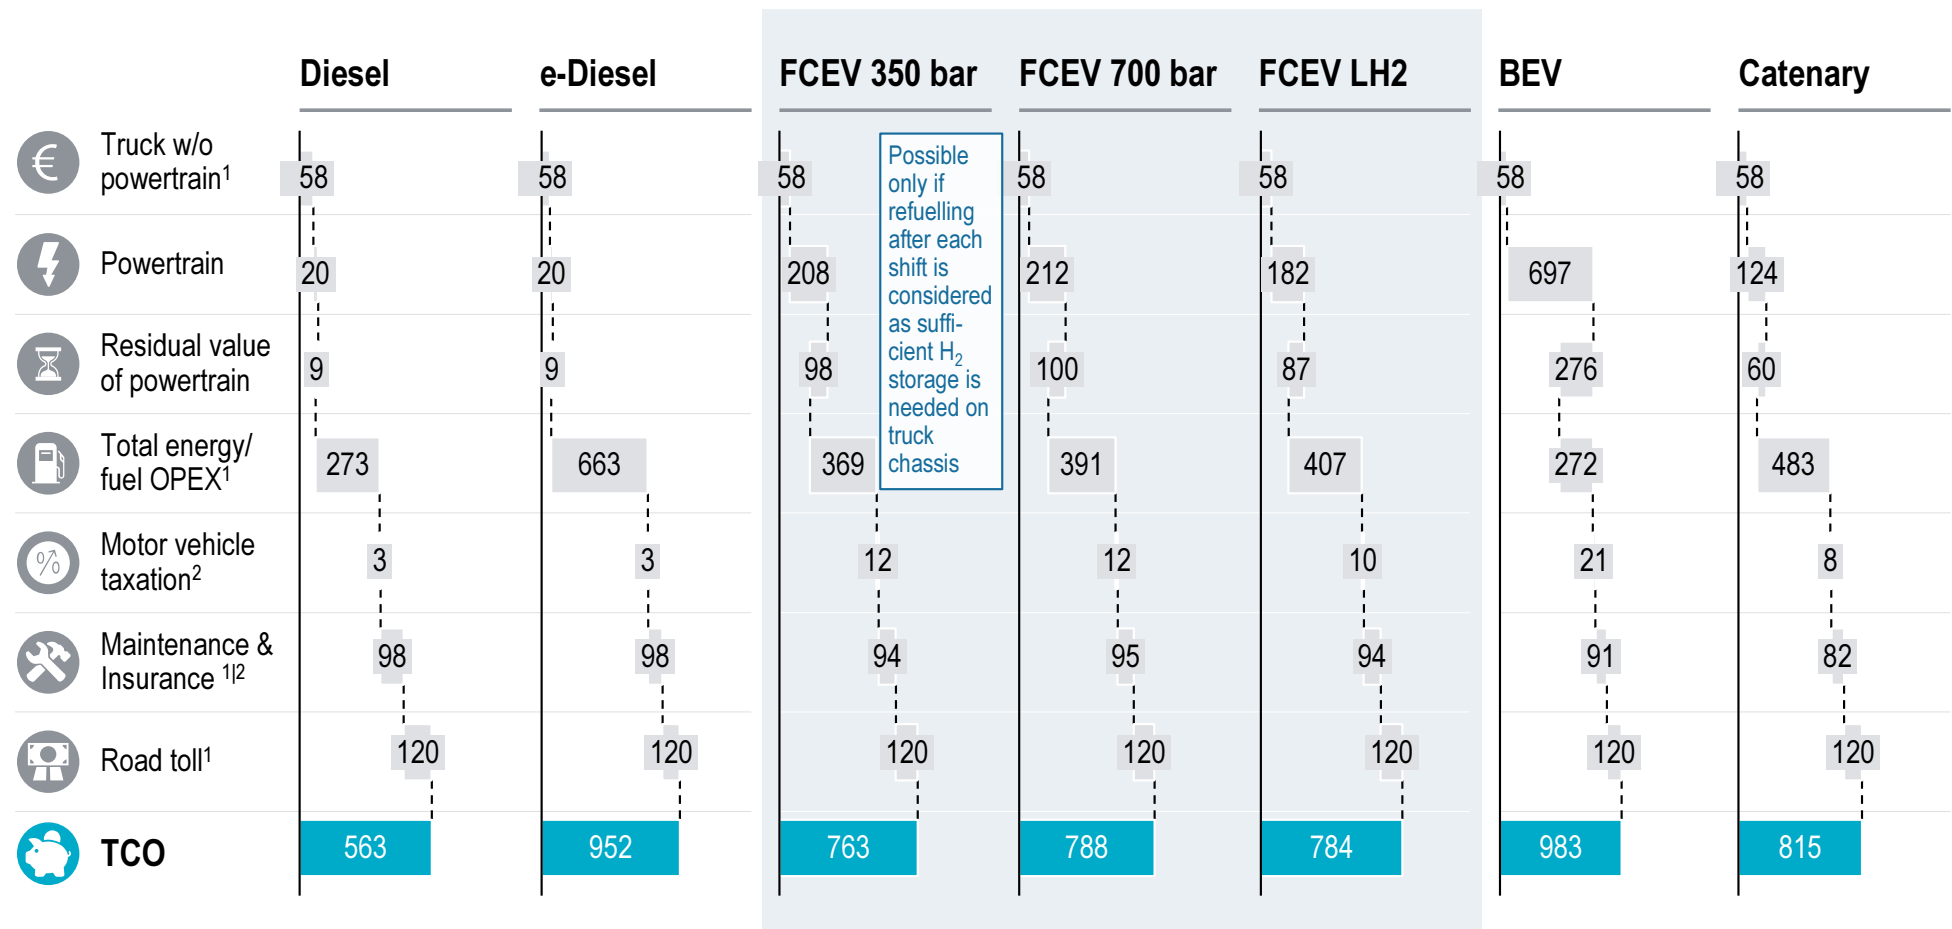 Diesel e-Diesel FCEV 350 bar FCEV 700 bar FCEV LH2 BEV Catenary
€
Truck w/o
powertrain1
58 58 58 58 58 58 58
Possible
only if
refuelling
after each
shift is
considered
as suffi-
cient H2
storage is
needed on
truck
chassis
Powertrain 20 20 208 212 182 697 124
Residual value
of powertrain
9 9 98 100 87 276 60
Total energy/
fuel OPEX1
273 663 369 391 407 272 483
%
Motor vehicle
taxation2
3 3 12 12 10 21 8
Maintenance &
Insurance 1|2
98 98 94 95 94 91 82
Road toll1 120 120 120 120 120 120 120
TCO 563 952 763 788 784 983 815